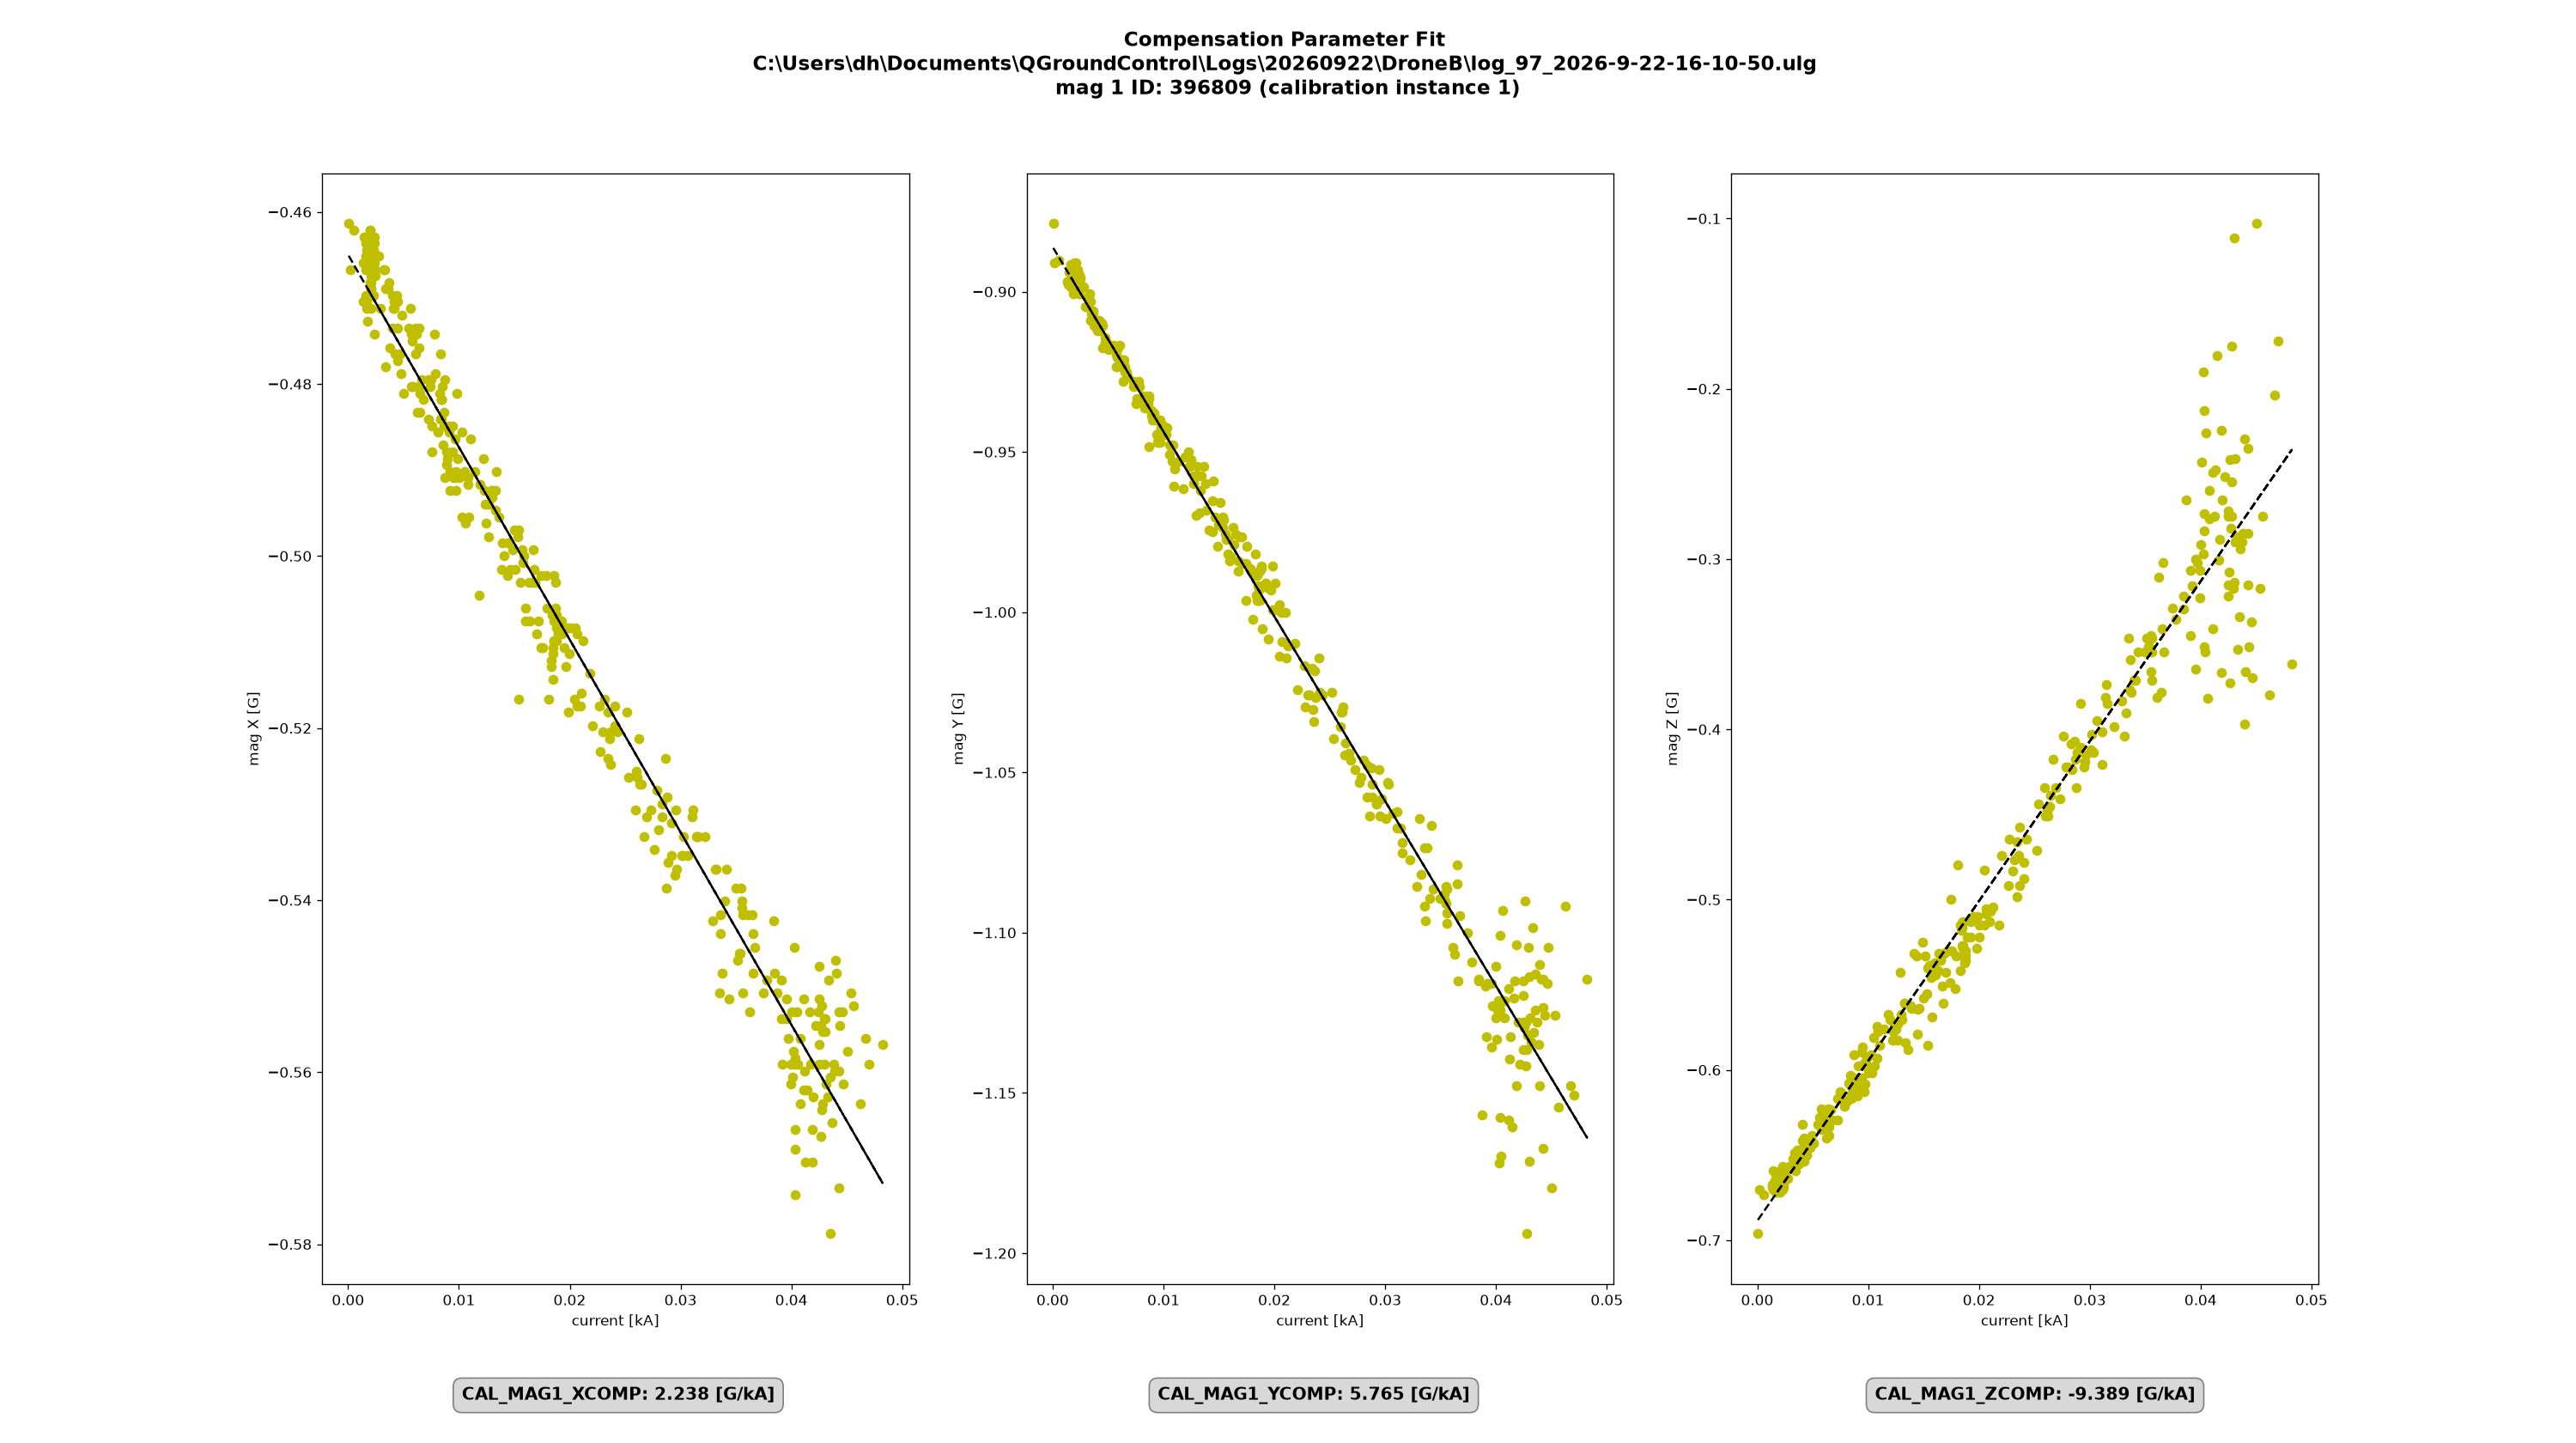 Compensation Parameter Fit
C:\Users\dh\Documents\QGroundControl\Logs\20260922\DroneB\log_97_2026-9-22-16-10-50.ulg
mag 1 ID: 396809 (calibration instance 1)
mag X [G]
−0.46
−0.48
−0.50
−0.52
−0.54
−0.56
−0.58
0.00 0.01 0.02 0.03 0.04 0.05
current [kA]
CAL_MAG1_XCOMP: 2.238 [G/kA]
mag Y [G]
−0.90
−0.95
−1.00
−1.05
−1.10
−1.15
−1.20
0.00 0.01 0.02 0.03 0.04 0.05
current [kA]
CAL_MAG1_YCOMP: 5.765 [G/kA]
mag Z [G]
−0.1
−0.2
−0.3
−0.4
−0.5
−0.6
−0.7
0.00 0.01 0.02 0.03 0.04 0.05
current [kA]
CAL_MAG1_ZCOMP: -9.389 [G/kA]